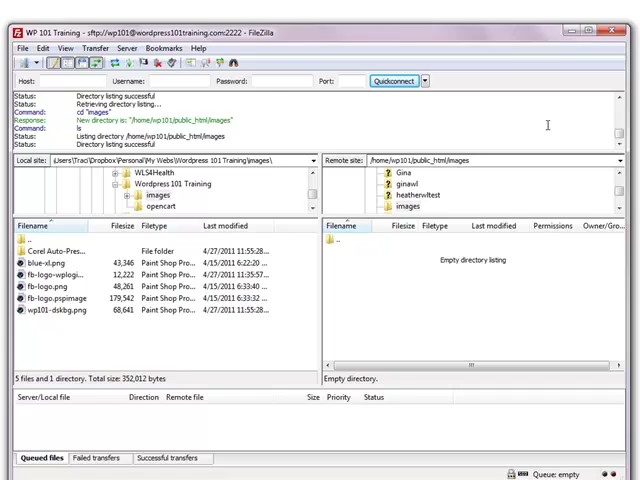 WP 101 Training - sftp://wp101@wordpress101training.com:2222 - FileZilla
File Edit View Transfer Server Bookmarks Help
Host: Username: Password: Port: Quickconnect
Status: Directory listing successful
Status: Retrieving directory listing...
Command: cd "images"
Response: New directory is: "/home/wp101/public_html/images"
Command: ls
Status: Listing directory /home/wp101/public_html/images
Status: Directory listing successful
Local site: \Users\Traci\Dropbox\Personal\My Webs\Wordpress 101 Training\images\
Remote site: /home/wp101/public_html/images
WLS4Health
Wordpress 101 Training
images
opencart
Gina
ginawl
heatherwltest
images
Filename Filesize Filetype Last modified
..
Corel Auto-Pres... File folder 4/27/2011 11:55:28...
blue-xl.png 43,346 Paint Shop Pro... 4/15/2011 6:22:20 ...
fb-logo-wplogi... 12,222 Paint Shop Pro... 4/27/2011 11:35:57...
fb-logo.png 48,261 Paint Shop Pro... 4/15/2011 6:33:40 ...
fb-logo.pspimage 179,542 Paint Shop Pro... 4/15/2011 6:33:32 ...
wp101-dskbg.png 68,641 Paint Shop Pro... 4/27/2011 11:55:28...
Filename Filesize Filetype Last modified Permissions Owner/Gro...
..
Empty directory listing
5 files and 1 directory. Total size: 352,012 bytes
Empty directory.
Server/Local file Direction Remote file Size Priority Status
Queued files Failed transfers Successful transfers
Queue: empty